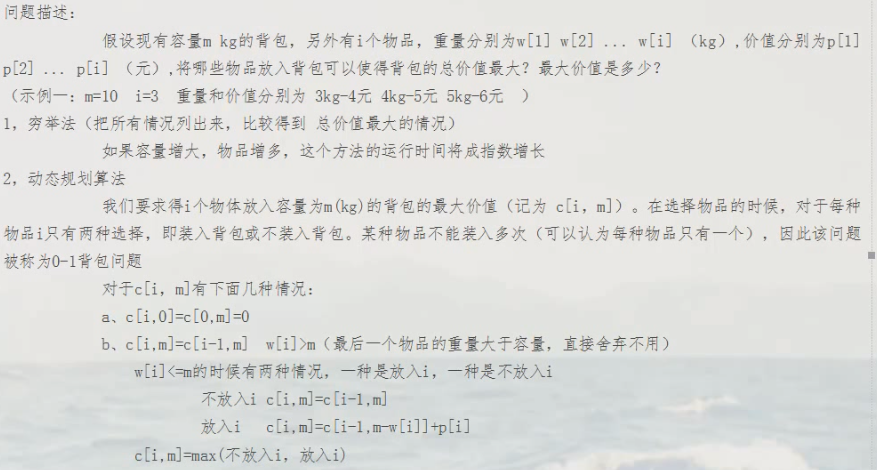 问题描述:
假设现有容量m kg的背包，另外有i个物品，重量分别为w[1] w[2] ... w[i] （kg）,价值分别为p[1]
p[2] ... p[i] （元）,将哪些物品放入背包可以使得背包的总价值最大？最大价值是多少？
（示例一：m=10  i=3  重量和价值分别为 3kg-4元 4kg-5元 5kg-6元  ）
1，穷举法（把所有情况列出来，比较得到 总价值最大的情况）
如果容量增大，物品增多，这个方法的运行时间将成指数增长
2，动态规划算法
我们要求得i个物体放入容量为m(kg)的背包的最大价值（记为 c[i，m]）。在选择物品的时候，对于每种
物品i只有两种选择，即装入背包或不装入背包。某种物品不能装入多次（可以认为每种物品只有一个），因此该问题
被称为0-1背包问题
对于c[i，m]有下面几种情况：
a、c[i,0]=c[0,m]=0
b、c[i,m]=c[i-1,m]  w[i]>m（最后一个物品的重量大于容量，直接舍弃不用）
w[i]<=m的时候有两种情况，一种是放入i，一种是不放入i
不放入i c[i,m]=c[i-1,m]
放入i   c[i,m]=c[i-1,m-w[i]]+p[i]
c[i,m]=max(不放入i，放入i)